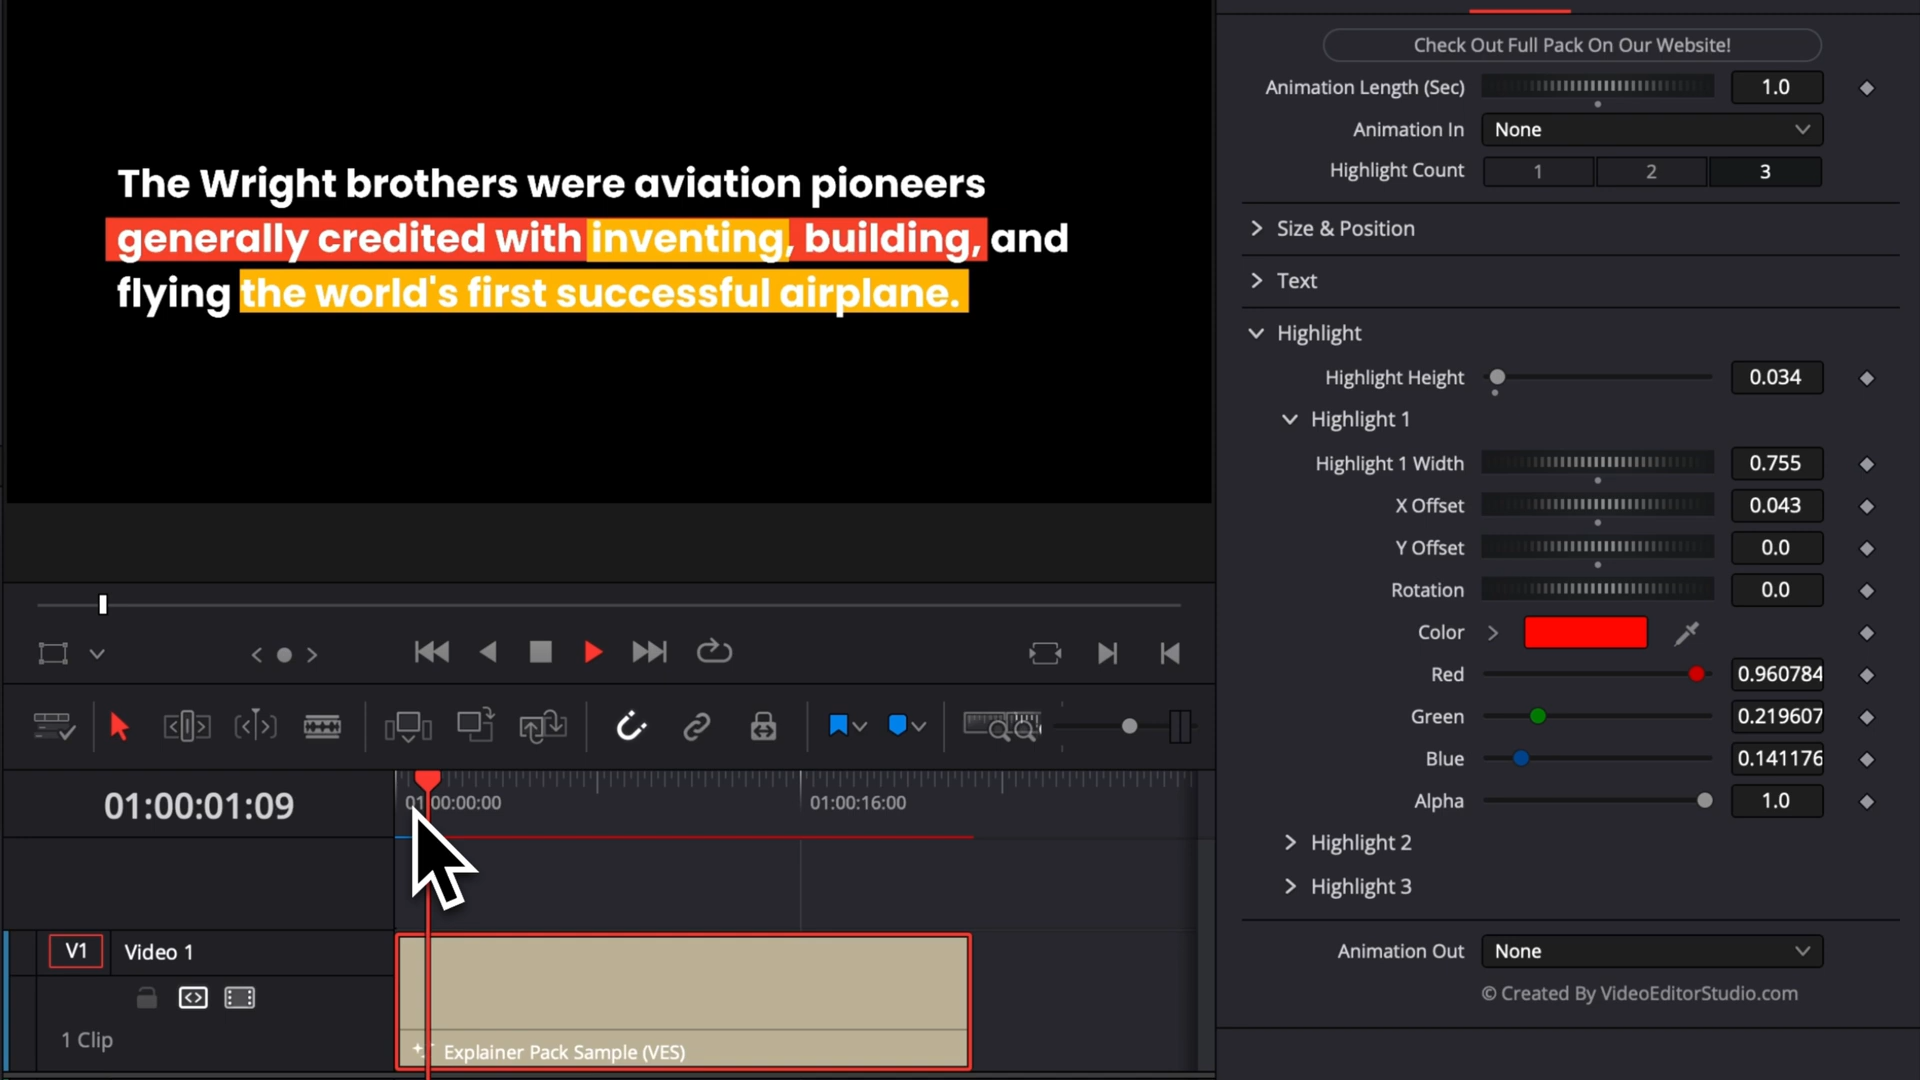 The Wright brothers were aviation pioneers
generally credited with inventing, building, and
flying the world's first successful airplane.
01:00:01:09
01:00:00:00
01:00:16:00
V1
Video 1
1 Clip
Explainer Pack Sample (VES)
Check Out Full Pack On Our Website!
Animation Length (Sec) 1.0
Animation In None
Highlight Count 1 2 3
Size & Position
Text
Highlight
Highlight Height 0.034
Highlight 1
Highlight 1 Width 0.755
X Offset 0.043
Y Offset 0.0
Rotation 0.0
Color
Red 0.960784
Green 0.219607
Blue 0.141176
Alpha 1.0
Highlight 2
Highlight 3
Animation Out None
© Created By VideoEditorStudio.com